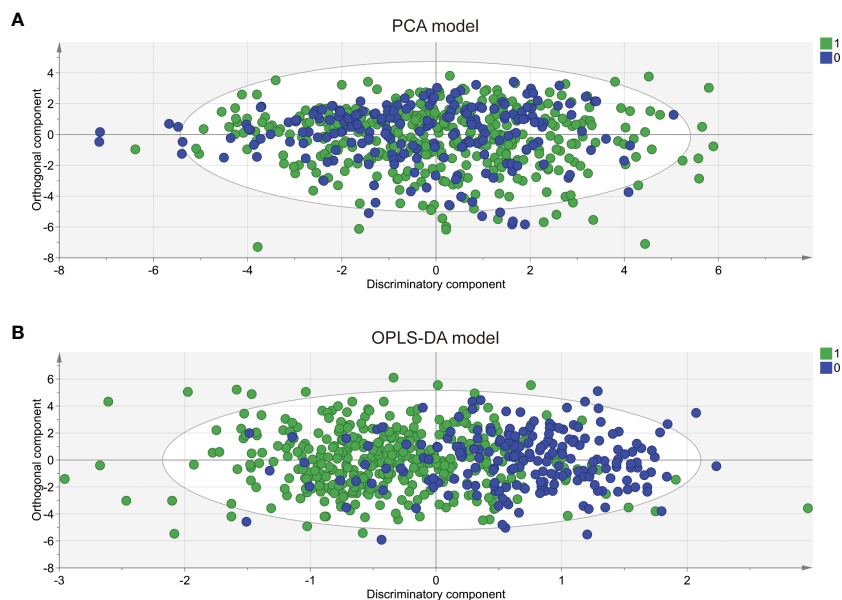 A
PCA model
1
0
4
2
0
-2
-4
-6
-8
Orthogonal component
-8 -6 -4 -2 0 2 4 6
Discriminatory component
B
OPLS-DA model
1
0
6
4
2
0
-2
-4
-6
-8
Orthogonal component
-3 -2 -1 0 1 2
Discriminatory component